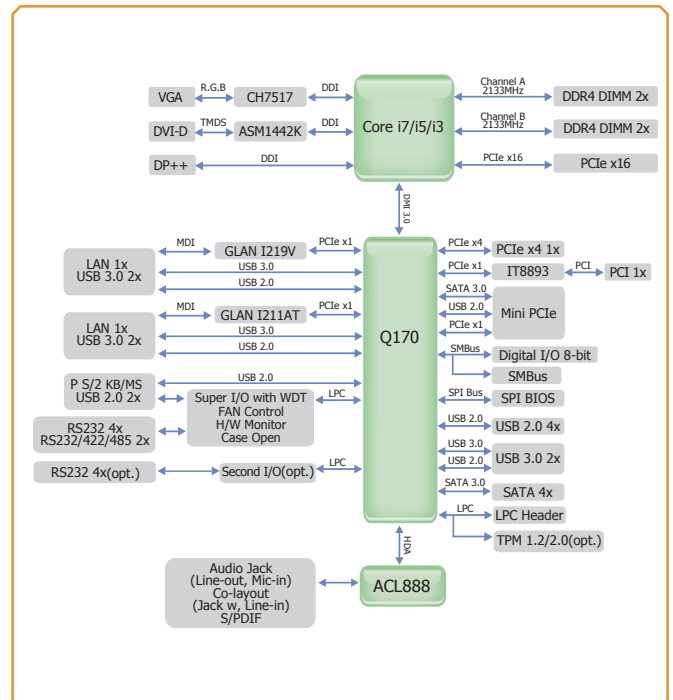 VGA
R.G.B
CH7517
DDI
Core i7/i5/i3
Channel A
2133MHz
DDR4 DIMM 2x
DVI-D
TMDS
ASM1442K
DDI
Channel B
2133MHz
DDR4 DIMM 2x
DP++
DDI
PCIe x16
PCIe x16
DMI 3.0
LAN 1x
USB 3.0 2x
MDI
GLAN I219V
PCIe x1
USB 3.0
USB 2.0
LAN 1x
USB 3.0 2x
MDI
GLAN I211AT
PCIe x1
USB 3.0
USB 2.0
P S/2 KB/MS
USB 2.0 2x
USB 2.0
Super I/O with WDT
FAN Control
H/W Monitor
Case Open
LPC
RS232 4x
RS232/422/485 2x
RS232 4x(opt.)
Second I/O(opt.)
LPC
Q170
PCIe x4
PCIe x4 1x
PCIe x1
IT8893
PCI
PCI 1x
SATA 3.0
USB 2.0
PCIe x1
Mini PCIe
SMBus
Digital I/O 8-bit
SMBus
SPI Bus
SPI BIOS
USB 2.0
USB 2.0 4x
USB 3.0
USB 2.0
USB 3.0 2x
SATA 3.0
SATA 4x
LPC
LPC Header
TPM 1.2/2.0(opt.)
HDA
ACL888
Audio Jack
(Line-out, Mic-in)
Co-layout
(Jack w, Line-in)
S/PDIF